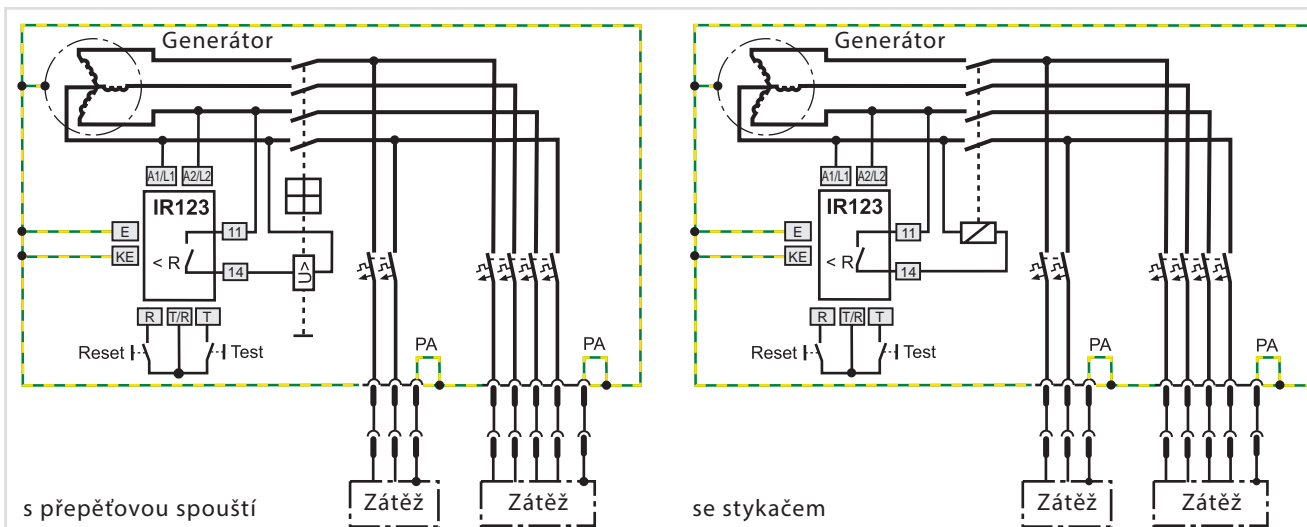 Generátor
A1/L1 A2/L2
IR123
E
11
KE
< R
14
U<
R T/R T
Reset
Test
PA
PA
s přepěťovou spouští
Zátěž
Zátěž
Generátor
A1/L1 A2/L2
IR123
E
11
KE
< R
14
R T/R T
Reset
Test
PA
PA
se stykačem
Zátěž
Zátěž